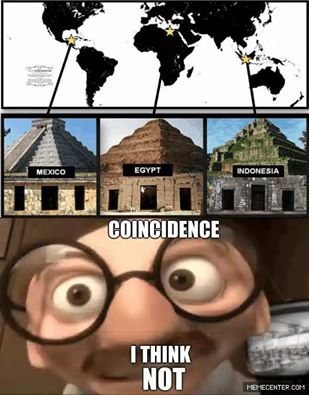 MEXICO
EGYPT
INDONESIA
COINCIDENCE
I THINK
NOT
MEMECENTER.COM